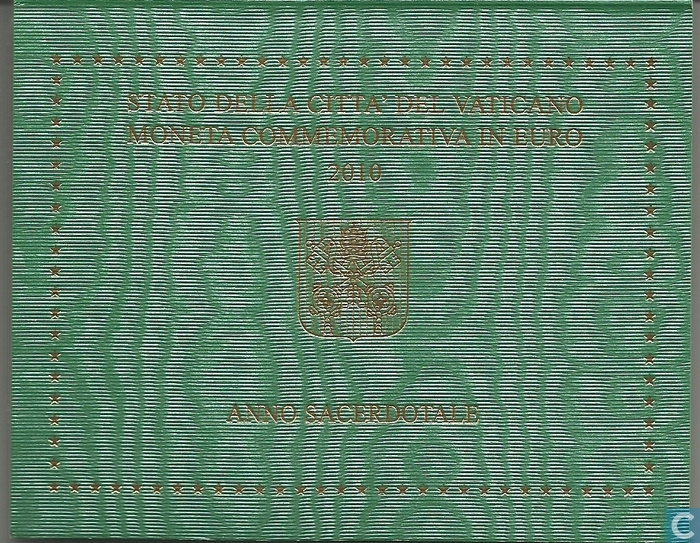 STATO DELLA CITTA' DEL VATICANO
MONETA COMMEMORATIVA IN EURO
2010
ANNO SACERDOTALE
C